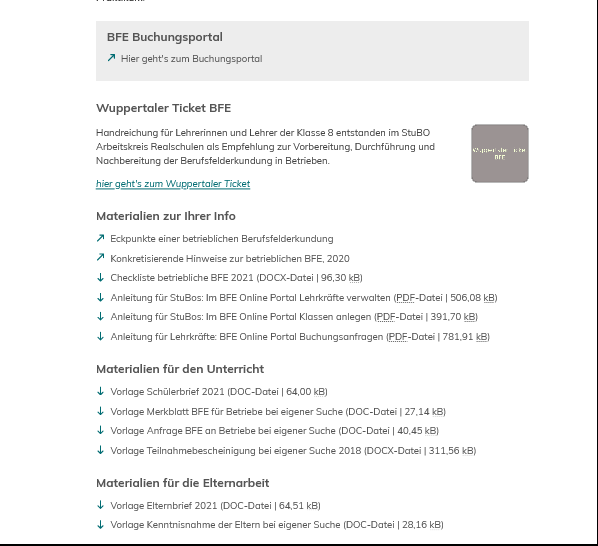 BFE Buchungsportal
Hier geht's zum Buchungsportal
Wuppertaler Ticket BFE
Handreichung für Lehrerinnen und Lehrer der Klasse 8 entstanden im StuBO
Arbeitskreis Realschulen als Empfehlung zur Vorbereitung, Durchführung und
Nachbereitung der Berufsfelderkundung in Betrieben.
hier geht's zum Wuppertaler Ticket
Wuppertaler Ticket
BFE
Materialien zur Ihrer Info
Eckpunkte einer betrieblichen Berufsfelderkundung
Konkretisierende Hinweise zur betrieblichen BFE, 2020
Checkliste betriebliche BFE 2021 (DOCX-Datei | 96,30 kB)
Anleitung für StuBos: Im BFE Online Portal Lehrkräfte verwalten (PDF-Datei | 506,08 kB)
Anleitung für StuBos: Im BFE Online Portal Klassen anlegen (PDF-Datei | 391,70 kB)
Anleitung für Lehrkräfte: BFE Online Portal Buchungsanfragen (PDF-Datei | 781,91 kB)
Materialien für den Unterricht
Vorlage Schülerbrief 2021 (DOC-Datei | 64,00 kB)
Vorlage Merkblatt BFE für Betriebe bei eigener Suche (DOC-Datei | 27,14 kB)
Vorlage Anfrage BFE an Betriebe bei eigener Suche (DOC-Datei | 40,45 kB)
Vorlage Teilnahmebescheinigung bei eigener Suche 2018 (DOCX-Datei | 311,56 kB)
Materialien für die Elternarbeit
Vorlage Elternbrief 2021 (DOC-Datei | 64,51 kB)
Vorlage Kenntnisnahme der Eltern bei eigener Suche (DOC-Datei | 28,16 kB)